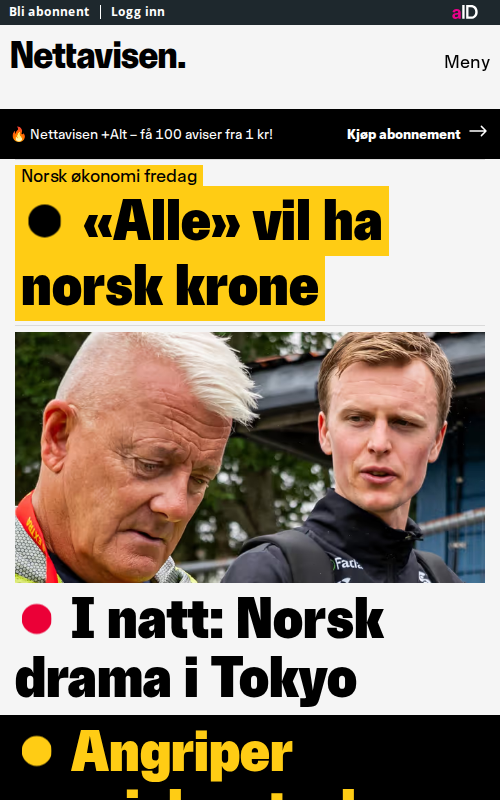 Bli abonnent | Logg inn
aID
Nettavisen.
Meny
🔥 Nettavisen +Alt – få 100 aviser fra 1 kr!
Kjøp abonnement →
Norsk økonomi fredag
«Alle» vil ha
norsk krone
I natt: Norsk
drama i Tokyo
Angriper